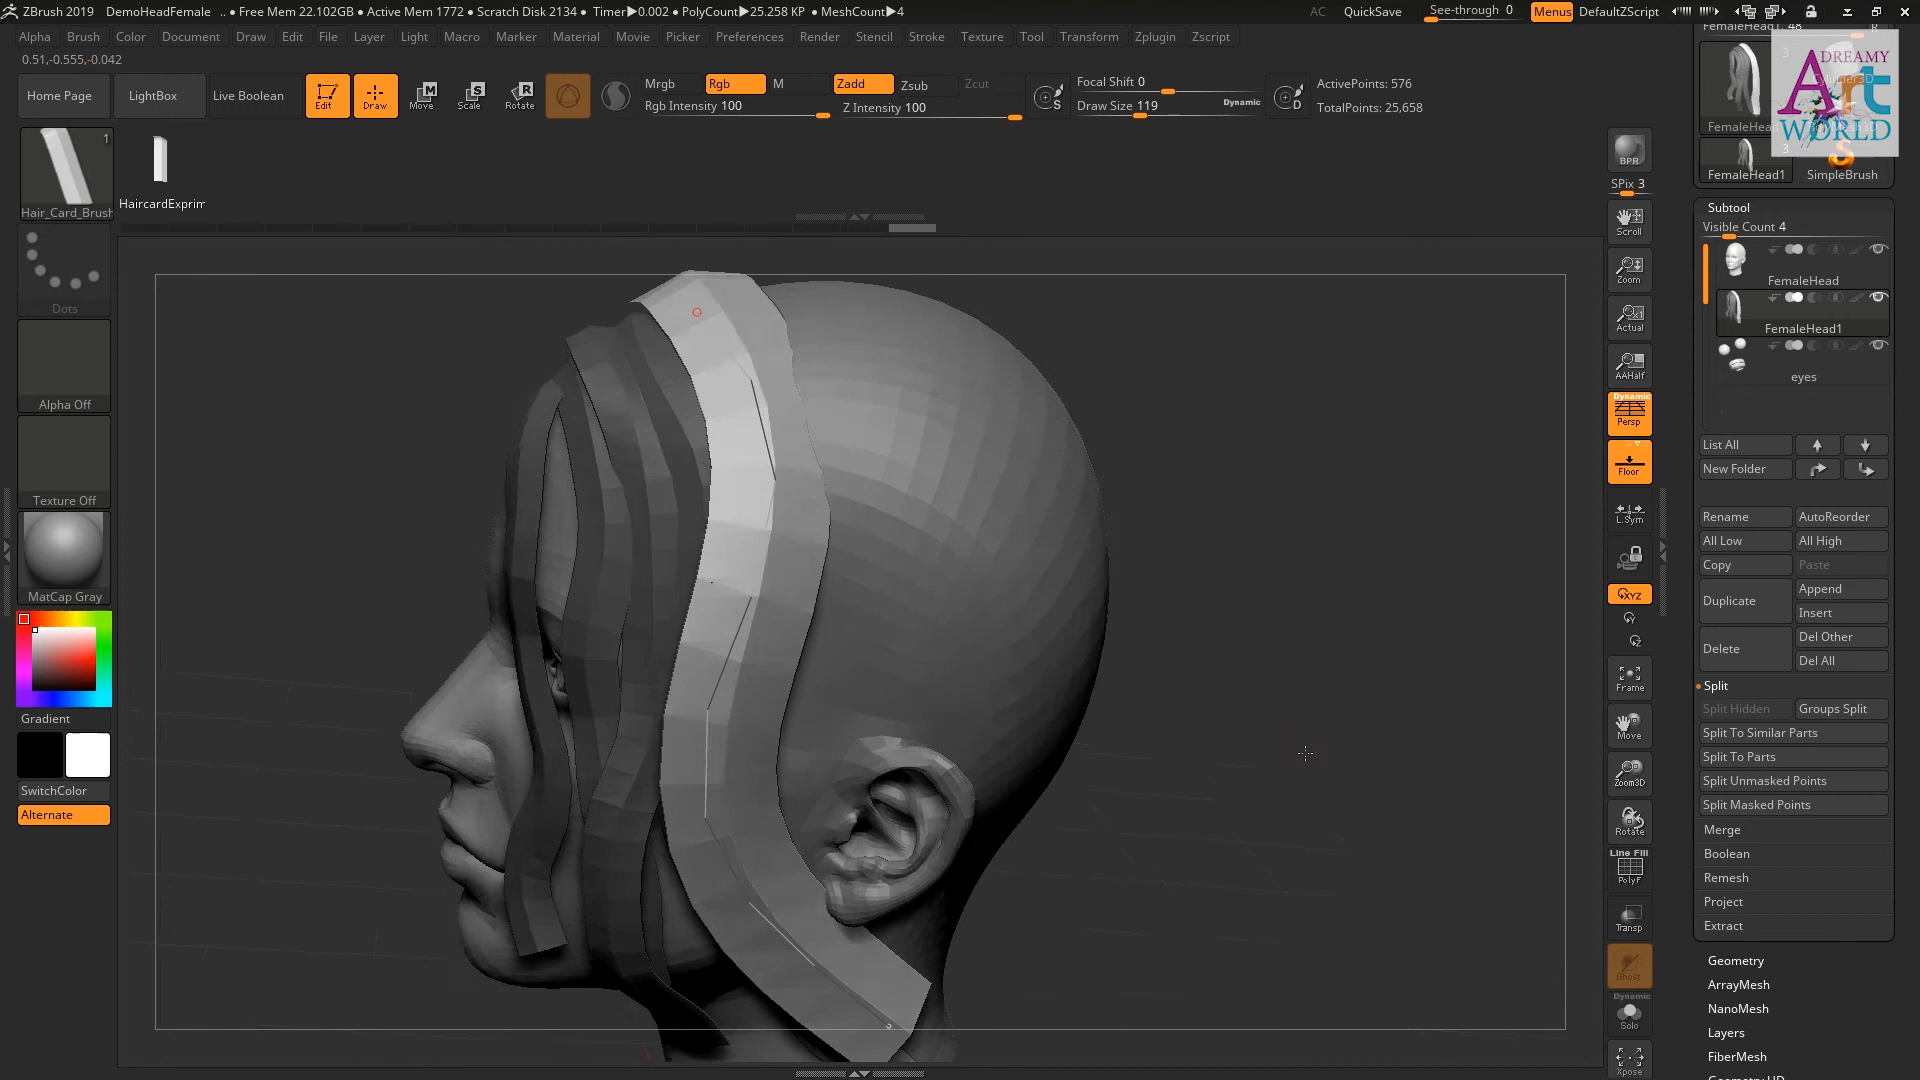 ZBrush 2019 DemoHeadFemale .. ● Free Mem 22.102GB ● Active Mem 1772 ● Scratch Disk 2134 ● Timer▶0.002 ● PolyCount▶25.258 KP ● MeshCount▶4
AC QuickSave See-through 0 Menus DefaultZScript
Alpha Brush Color Document Draw Edit File Layer Light Macro Marker Material Movie Picker Preferences Render Stencil Stroke Texture Tool Transform Zplugin Zscript
0.51,-0.555,-0.042
Home Page LightBox Live Boolean Edit Draw Move Scale Rotate
Mrgb Rgb M Zadd Zsub Zcut
Rgb Intensity 100 Z Intensity 100
Focal Shift 0
Draw Size 119 Dynamic
ActivePoints: 576
TotalPoints: 25,658
1
Hair_Card_Brush
HaircardExprim
Dots
Alpha Off
Texture Off
MatCap Gray
Gradient
SwitchColor
Alternate
BPR
SPix 3
Scroll
Zoom
Actual
AAHalf
Dynamic
Persp
Floor
L.Sym
XYZ
Frame
Move
Zoom3D
Rotate
Line Fill
PolyF
Transp
Ghost
Dynamic
Solo
Xpose
FemaleHead1. 48
R
3
FemaleHead
DREAMY
Art
WORLD
3
FemaleHead1
SimpleBrush
Subtool
Visible Count 4
FemaleHead
FemaleHead1
eyes
List All
New Folder
Rename AutoReorder
All Low All High
Copy Paste
Duplicate Append
Insert
Delete Del Other
Del All
Split
Split Hidden Groups Split
Split To Similar Parts
Split To Parts
Split Unmasked Points
Split Masked Points
Merge
Boolean
Remesh
Project
Extract
Geometry
ArrayMesh
NanoMesh
Layers
FiberMesh
Geometry HD